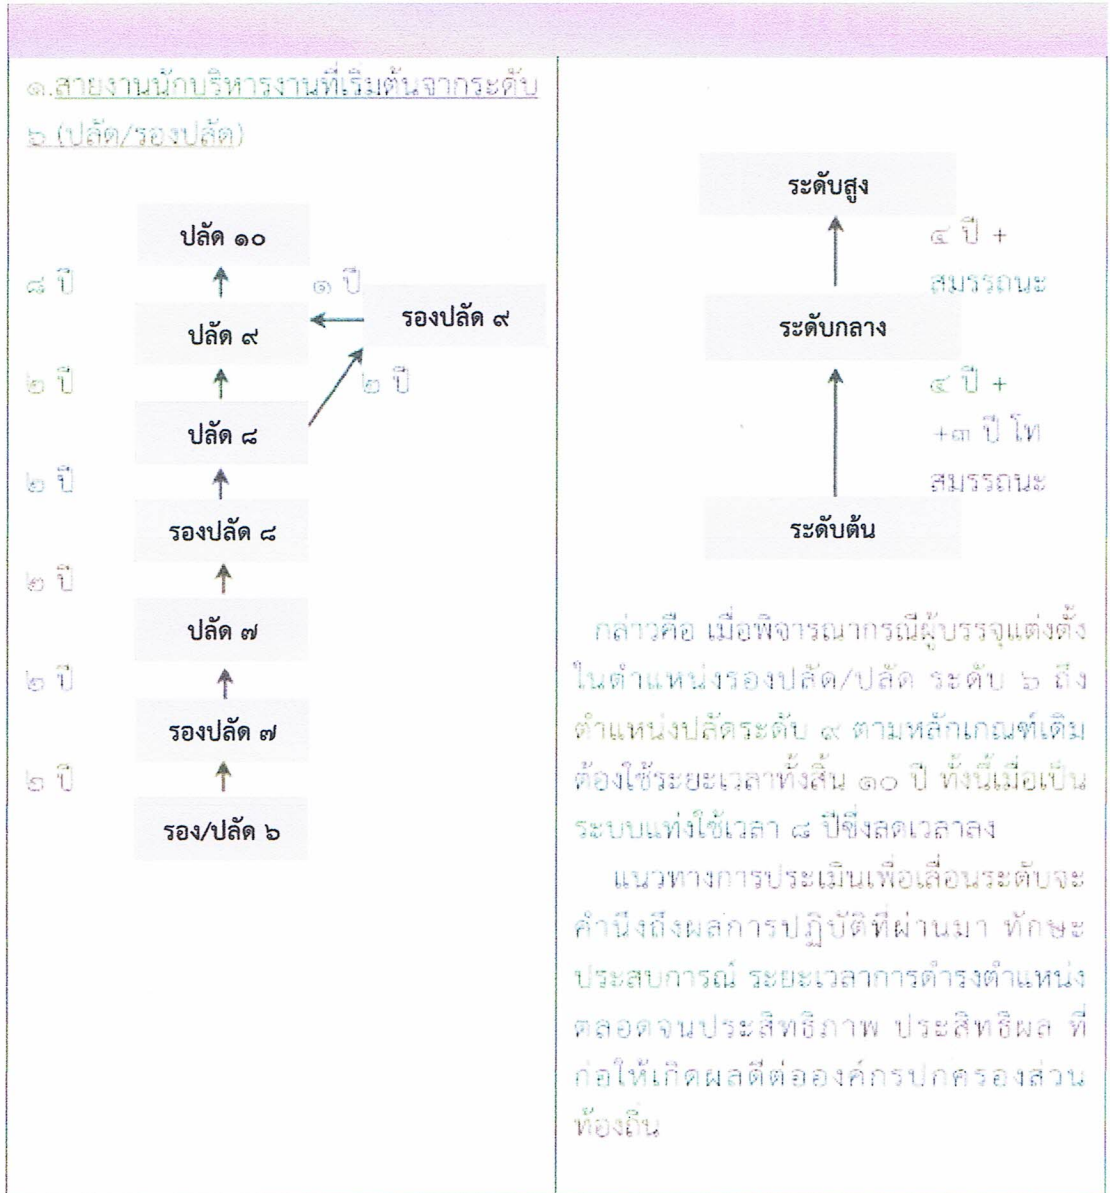 ๑.สายงานนักบริหารงานที่เริ่มต้นจากระดับ
๖ (ปลัด/รองปลัด)
ปลัด ๑๐
๘ ปี
๑ ปี
ปลัด ๙
รองปลัด ๙
๒ ปี
๒ ปี
ปลัด ๘
๒ ปี
รองปลัด ๘
๒ ปี
ปลัด ๗
๒ ปี
รองปลัด ๗
๒ ปี
รอง/ปลัด ๖
ระดับสูง
๔ ปี +
สมรรถนะ
ระดับกลาง
๔ ปี +
+๓ ปี โท
สมรรถนะ
ระดับต้น
กล่าวคือ เมื่อพิจารณากรณีผู้บรรจุแต่งตั้ง
ในตำแหน่งรองปลัด/ปลัด ระดับ ๖ ถึง
ตำแหน่งปลัดระดับ ๙ ตามหลักเกณฑ์เดิม
ต้องใช้ระยะเวลาทั้งสิ้น ๑๐ ปี ทั้งนี้เมื่อเป็น
ระบบแท่งใช้เวลา ๘ ปีซึ่งลดเวลาลง
แนวทางการประเมินเพื่อเลื่อนระดับจะ
คำนึงถึงผลการปฏิบัติที่ผ่านมา ทักษะ
ประสบการณ์ ระยะเวลาการดำรงตำแหน่ง
ตลอดจนประสิทธิภาพ ประสิทธิผล ที่
ก่อให้เกิดผลดีต่อองค์กรปกครองส่วน
ท้องถิ่น